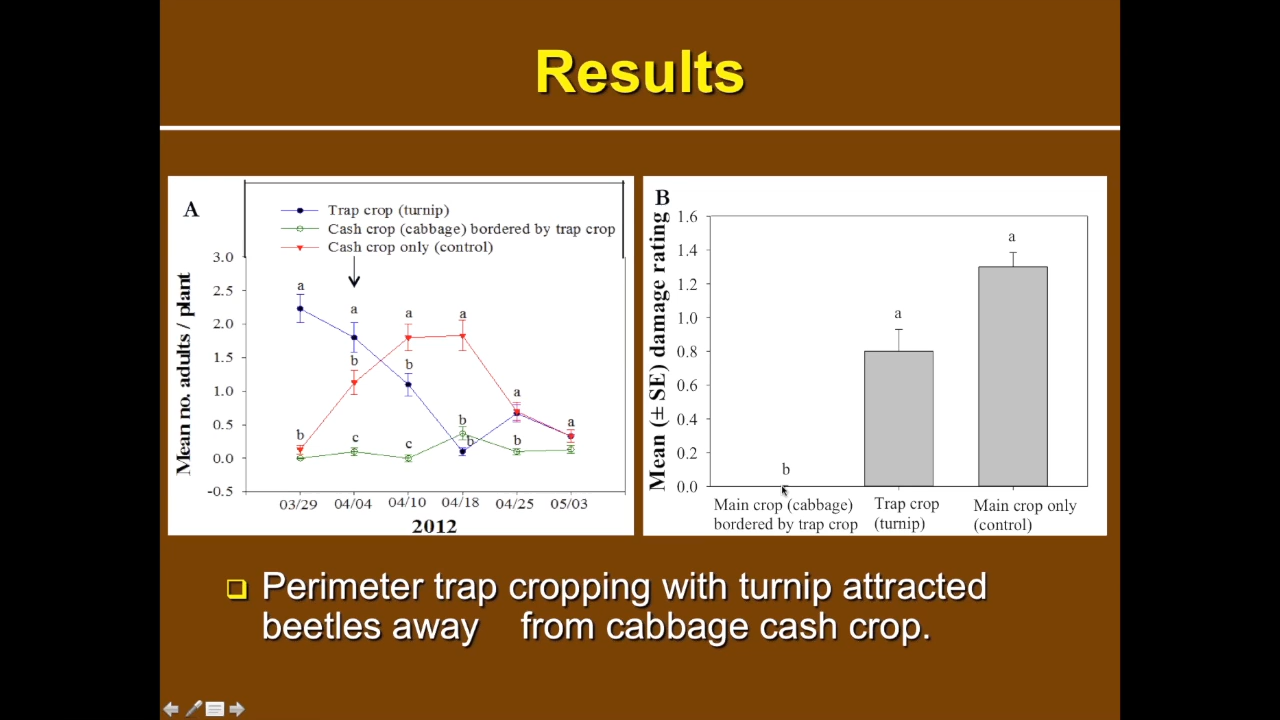 Results
A
Trap crop (turnip)
Cash crop (cabbage) bordered by trap crop
Cash crop only (control)
3.0
2.5
2.0
1.5
1.0
0.5
0.0
-0.5
Mean no. adults / plant
a
a
a
a
b
b
a
b
c
c
b
b
b
a
03/29 04/04 04/10 04/18 04/25 05/03
2012
B
1.6
1.4
1.2
1.0
0.8
0.6
0.4
0.2
0.0
Mean (± SE) damage rating
b
a
a
Main crop (cabbage)
bordered by trap crop
Trap crop
(turnip)
Main crop only
(control)
Perimeter trap cropping with turnip attracted
beetles away from cabbage cash crop.